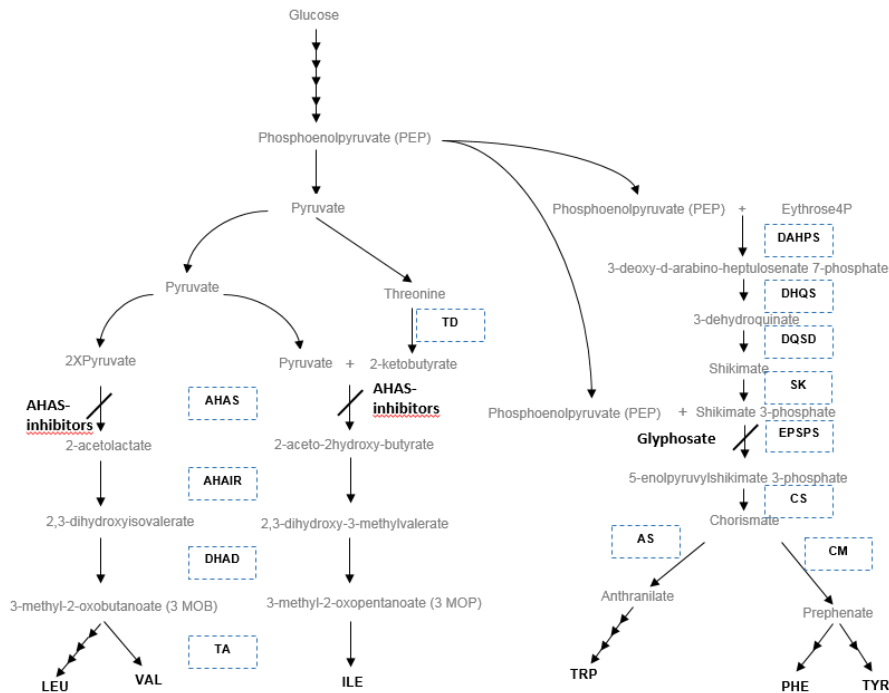 Glucose
Phosphoenolpyruvate (PEP)
Pyruvate
Phosphoenolpyruvate (PEP) + Eythrose4P
DAHPS
3-deoxy-d-arabino-heptulosenate 7-phosphate
Pyruvate
Threonine
DHQS
TD
3-dehydroquinate
DQSD
2XPyruvate
Pyruvate + 2-ketobutyrate
Shikimate
SK
AHAS-
inhibitors
AHAS
AHAS-
inhibitors
Phosphoenolpyruvate (PEP) + Shikimate 3-phosphate
Glyphosate
EPSPS
2-acetolactate
2-aceto-2hydroxy-butyrate
AHAIR
5-enolpyruvylshikimate 3-phosphate
CS
2,3-dihydroxyisovalerate
2,3-dihydroxy-3-methylvalerate
Chorismate
AS
CM
DHAD
Anthranilate
3-methyl-2-oxobutanoate (3 MOB)
3-methyl-2-oxopentanoate (3 MOP)
Prephenate
TA
LEU
VAL
ILE
TRP
PHE
TYR